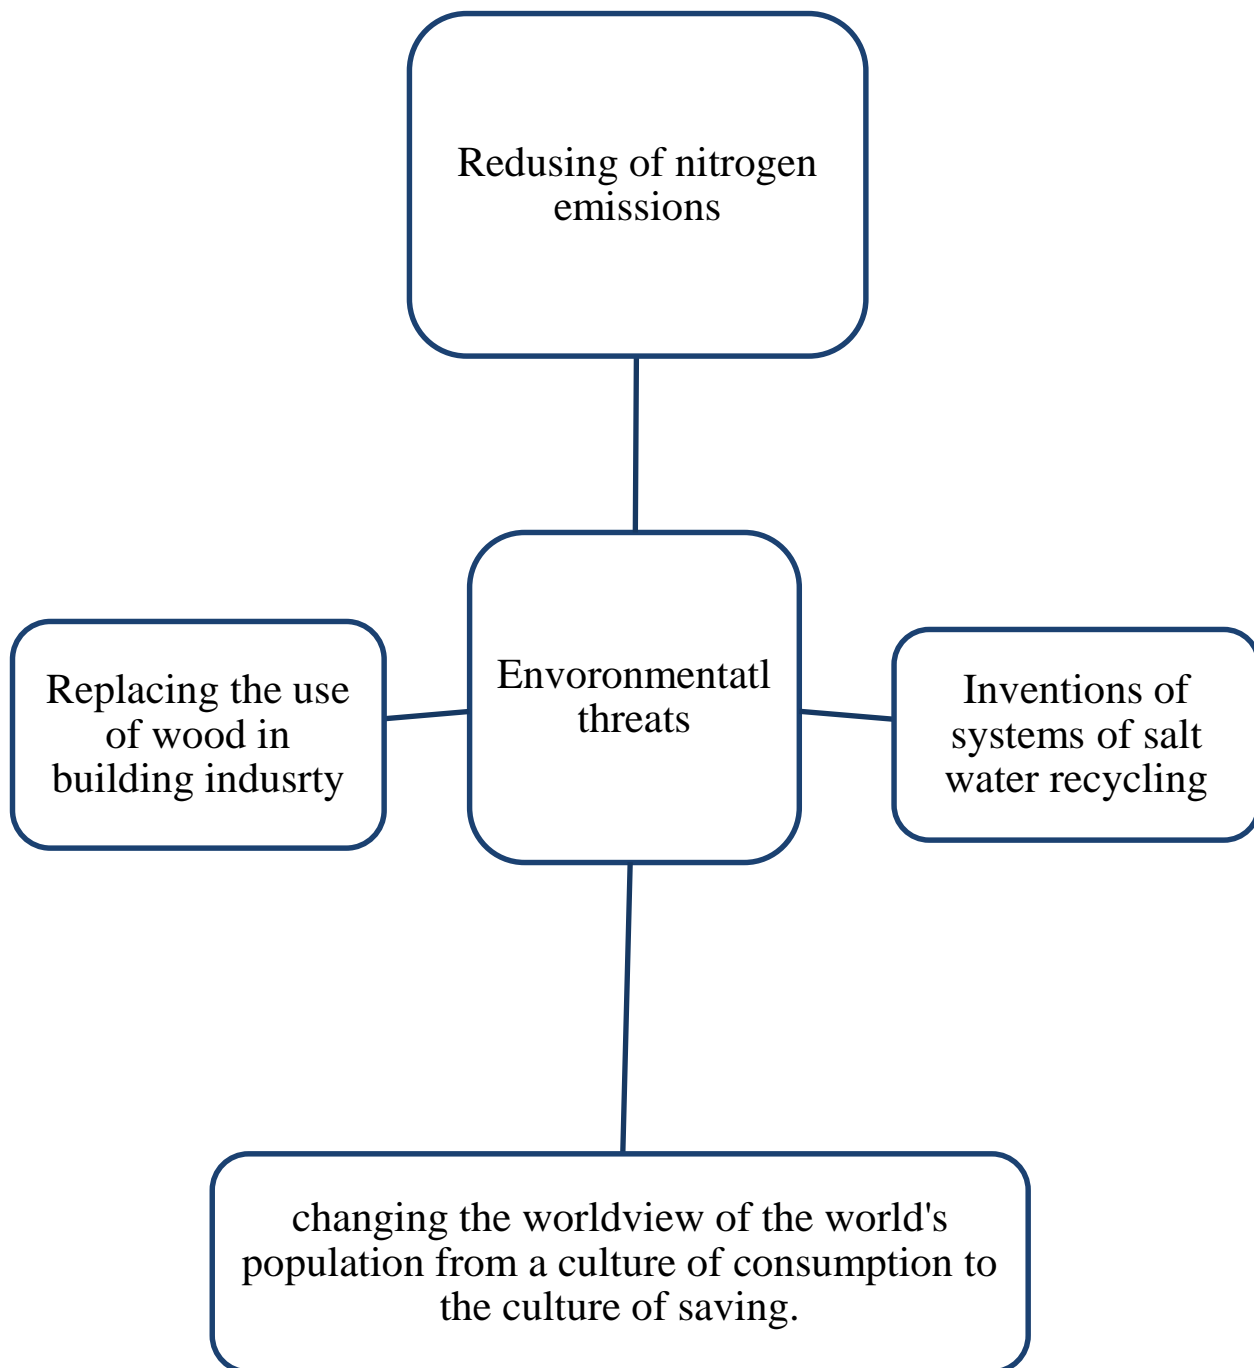 Redusing of nitrogen
emissions
Envoronmentatl
threats
Replacing the use
of wood in
building indusrty
Inventions of
systems of salt
water recycling
changing the worldview of the world's
population from a culture of consumption to
the culture of saving.